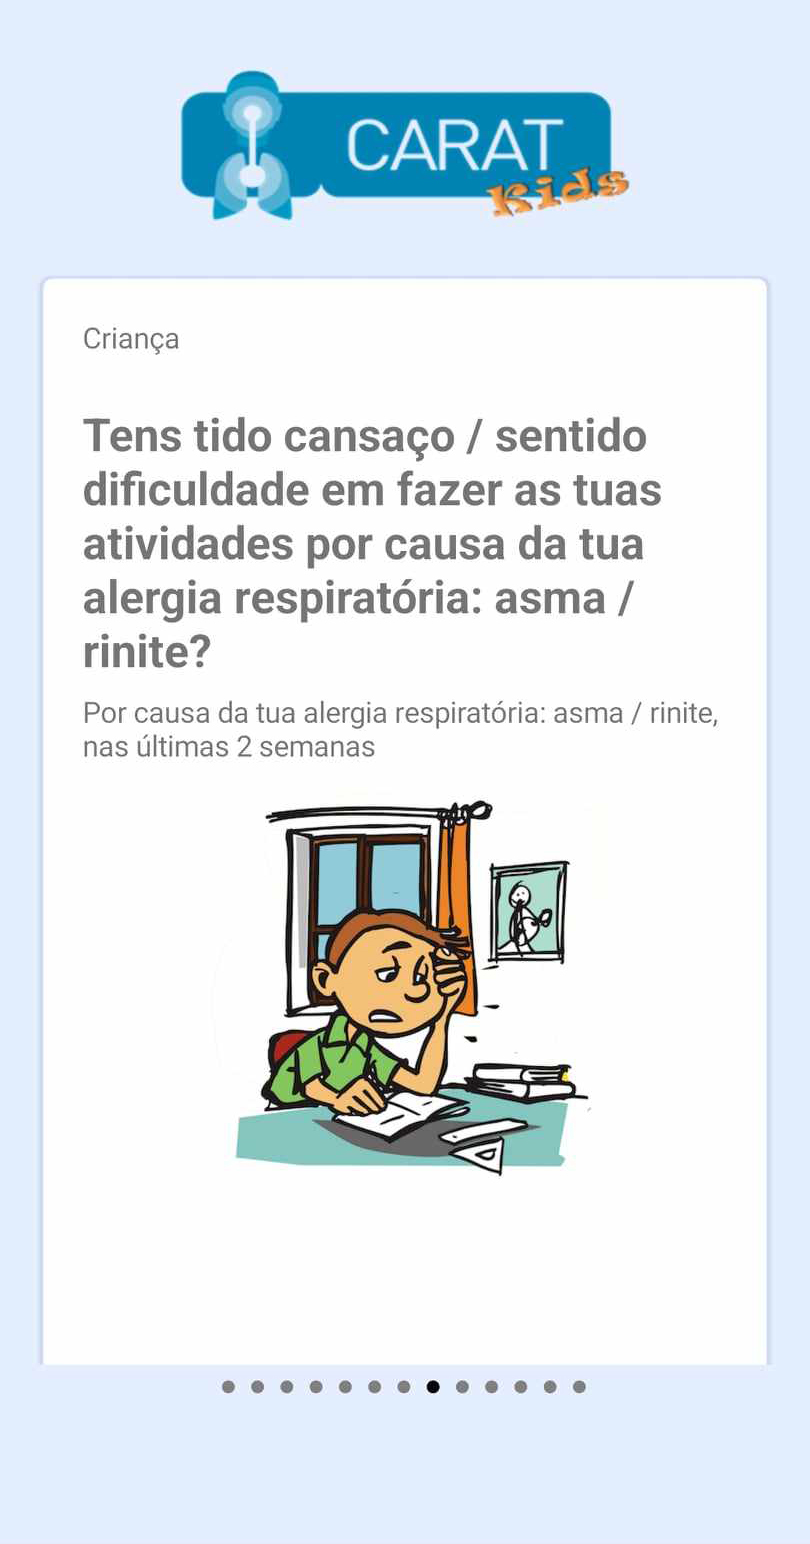 CARAT
Kids
Criança
Tens tido cansaço / sentido
dificuldade em fazer as tuas
atividades por causa da tua
alergia respiratória: asma /
rinite?
Por causa da tua alergia respiratória: asma / rinite,
nas últimas 2 semanas